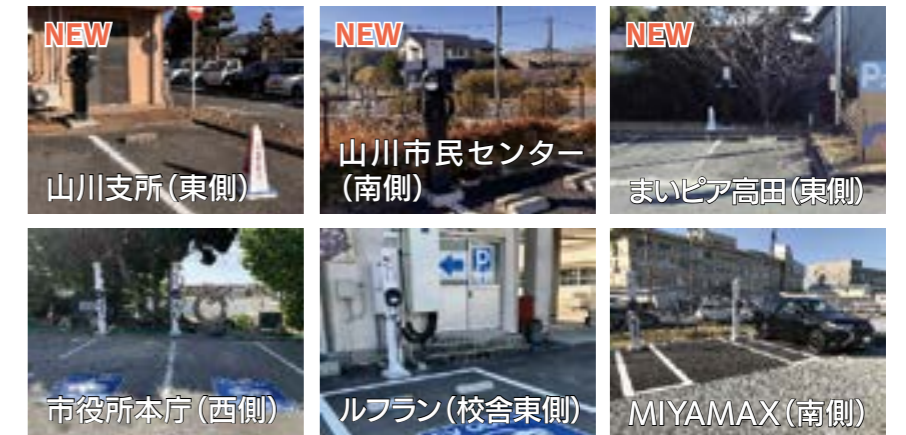 NEW
山川支所（東側）
NEW
山川市民センター
（南側）
NEW
P
まいピア高田（東側）
市役所本庁（西側）
P
ルフラン（校舎東側）
MIYAMAX（南側）